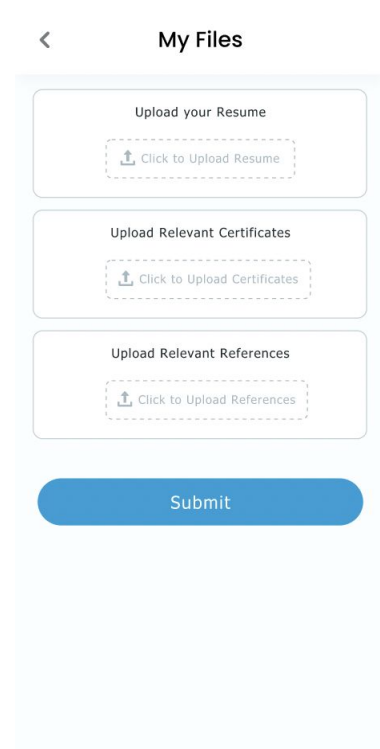 My Files
Upload your Resume
Click to Upload Resume
Upload Relevant Certificates
Click to Upload Certificates
Upload Relevant References
Click to Upload References
Submit